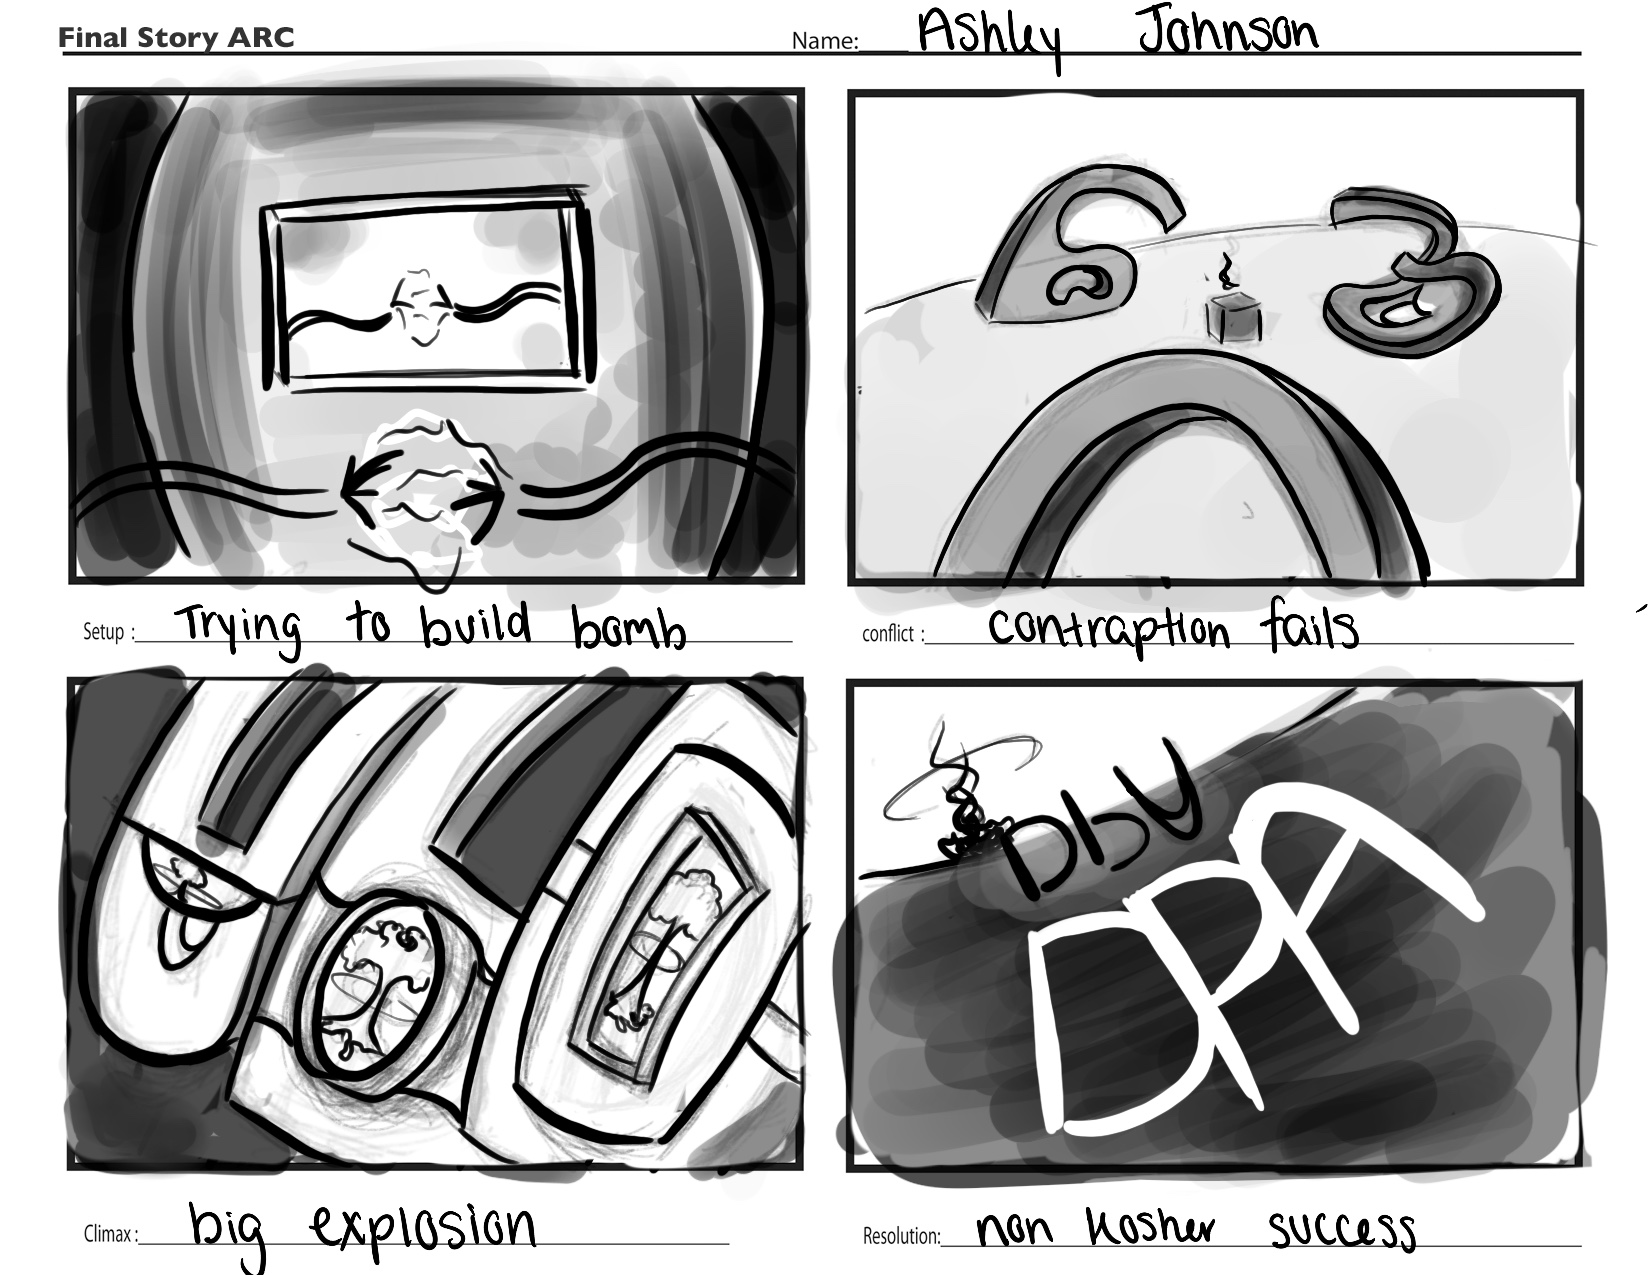 Final Story ARC
Name: Ashley Johnson
Setup : Trying to build bomb
conflict : contraption fails
Climax : big explosion
DPA
Resolution: non kosher success